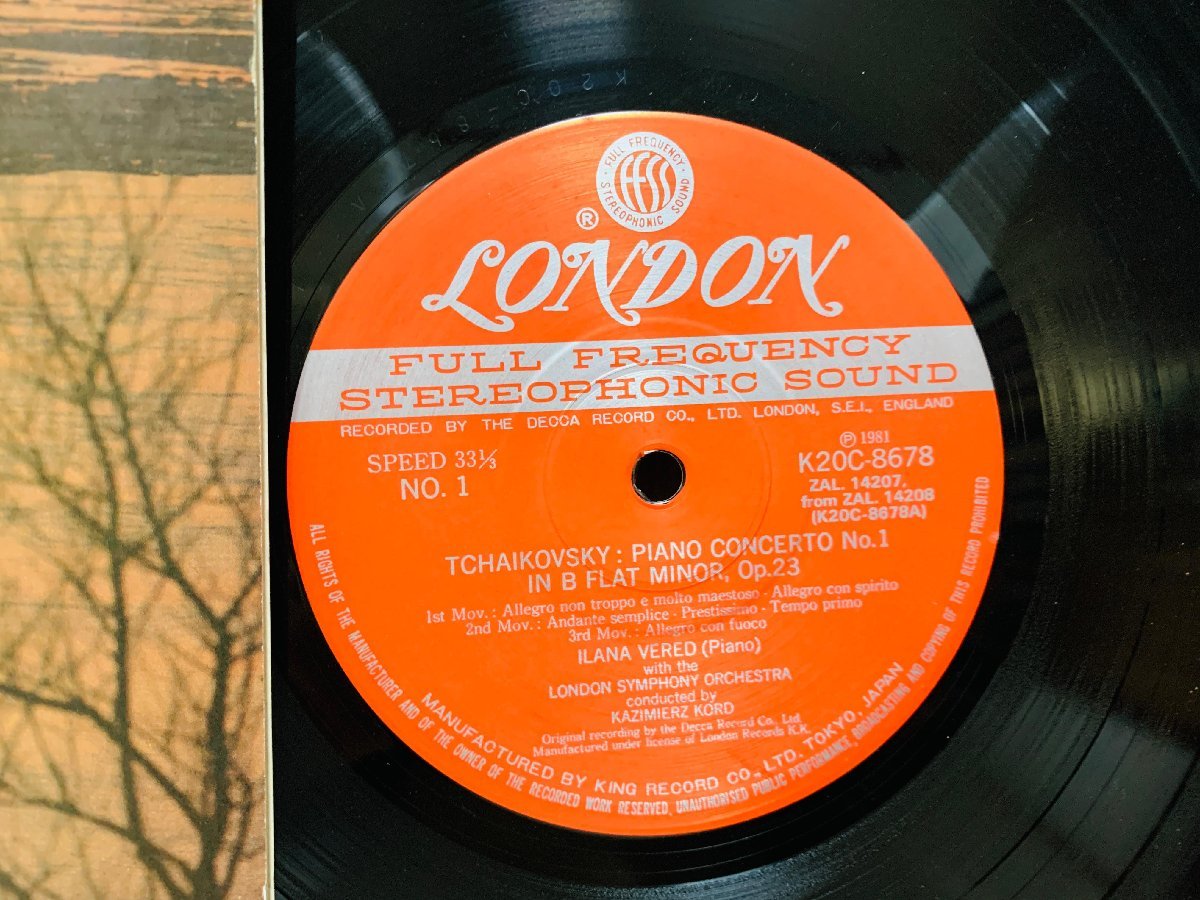 FULL FREQUENCY
ffss
STEREOPHONIC SOUND
®
LONDON
FULL FREQUENCY
STEREOPHONIC SOUND
RECORDED BY THE DECCA RECORD CO., LTD. LONDON, S.E.I., ENGLAND
SPEED 33⅓
NO. 1
℗ 1981
K20C-8678
ZAL. 14207,
from ZAL. 14208
(K20C-8678A)
TCHAIKOVSKY : PIANO CONCERTO No.1
IN B FLAT MINOR, Op.23
1st Mov. : Allegro non troppo e molto maestoso · Allegro con spirito
2nd Mov. : Andante semplice · Prestissimo · Tempo primo
3rd Mov. : Allegro con fuoco
ILANA VERED (Piano)
with the
LONDON SYMPHONY ORCHESTRA
conducted by
KAZIMIERZ KORD
Original recording by the Decca Record Co., Ltd.
Manufactured under license of London Records K.K.
MANUFACTURED BY KING RECORD CO., LTD. TOKYO, JAPAN
ALL RIGHTS OF THE MANUFACTURER AND OF THE OWNER OF THE RECORDED WORK RESERVED, UNAUTHORISED PUBLIC PERFORMANCE, BROADCASTING AND COPYING OF THIS RECORD PROHIBITED